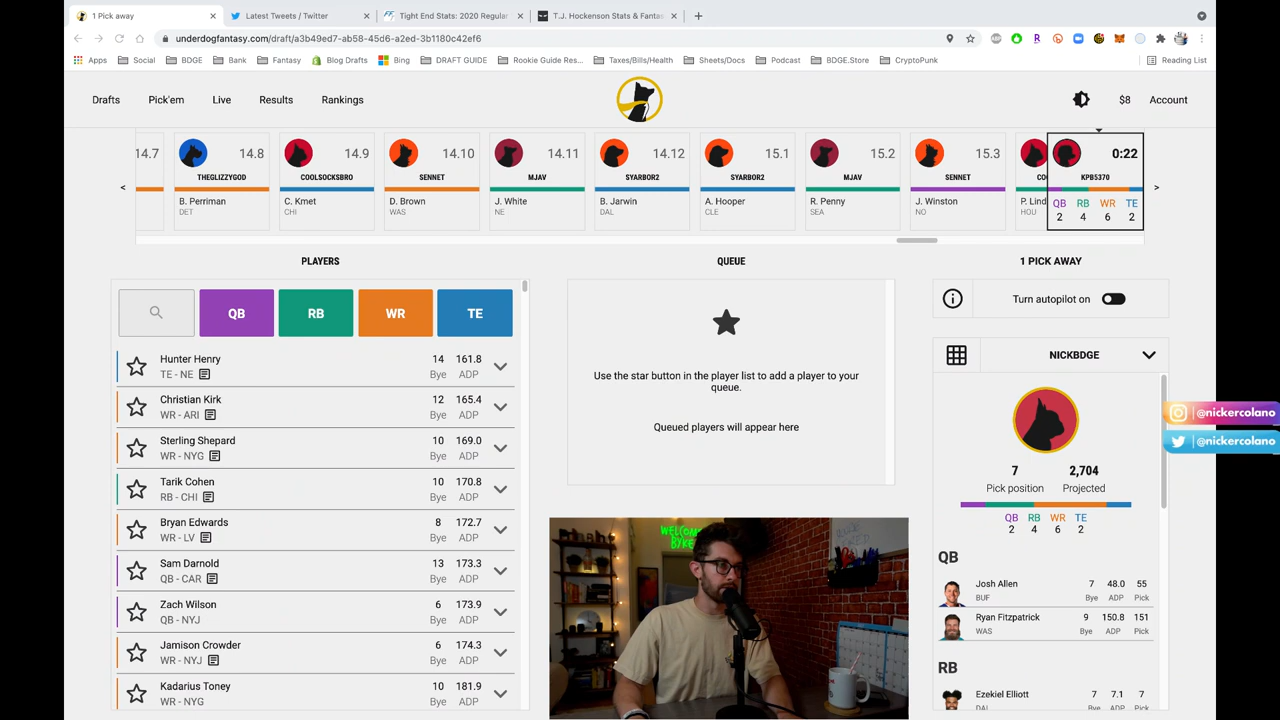 1 Pick away
Latest Tweets / Twitter
Tight End Stats: 2020 Regular
T.J. Hockenson Stats & Fantas
underdogfantasy.com/draft/a3b49ed7-ab58-45d6-a2ed-3b1180c42ef6
Apps
Social
BDGE
Bank
Fantasy
Blog Drafts
Bing
DRAFT GUIDE
Rookie Guide Res...
Taxes/Bills/Health
Sheets/Docs
Podcast
BDGE.Store
CryptoPunk
Reading List
Drafts
Pick'em
Live
Results
Rankings
$8
Account
14.7
14.8
THEGLIZZYGOD
B. Perriman
DET
14.9
COOLSOCKSBRO
C. Kmet
CHI
14.10
SENNET
D. Brown
WAS
14.11
MJAV
J. White
NE
14.12
SYARBOR2
B. Jarwin
DAL
15.1
SYARBOR2
A. Hooper
CLE
15.2
MJAV
R. Penny
SEA
15.3
SENNET
J. Winston
NO
CO
P. Lind
HOU
0:22
KPB5370
QB RB WR TE
2 4 6 2
<
>
PLAYERS
QUEUE
1 PICK AWAY
QB
RB
WR
TE
Hunter Henry 14 161.8
TE - NE Bye ADP
Christian Kirk 12 165.4
WR - ARI Bye ADP
Sterling Shepard 10 169.0
WR - NYG Bye ADP
Tarik Cohen 10 170.8
RB - CHI Bye ADP
Bryan Edwards 8 172.7
WR - LV Bye ADP
Sam Darnold 13 173.3
QB - CAR Bye ADP
Zach Wilson 6 173.9
QB - NYJ Bye ADP
Jamison Crowder 6 174.3
WR - NYJ Bye ADP
Kadarius Toney 10 181.9
WR - NYG Bye ADP
Use the star button in the player list to add a player to your
queue.
Queued players will appear here
WELCOME
Turn autopilot on
NICKBDGE
7 2,704
Pick position Projected
QB RB WR TE
2 4 6 2
QB
Josh Allen 7 48.0 55
BUF Bye ADP Pick
Ryan Fitzpatrick 9 150.8 151
WAS Bye ADP Pick
RB
Ezekiel Elliott 7 7.1 7
DAL Bye ADP Pick
@nickercolano
@nickercolano